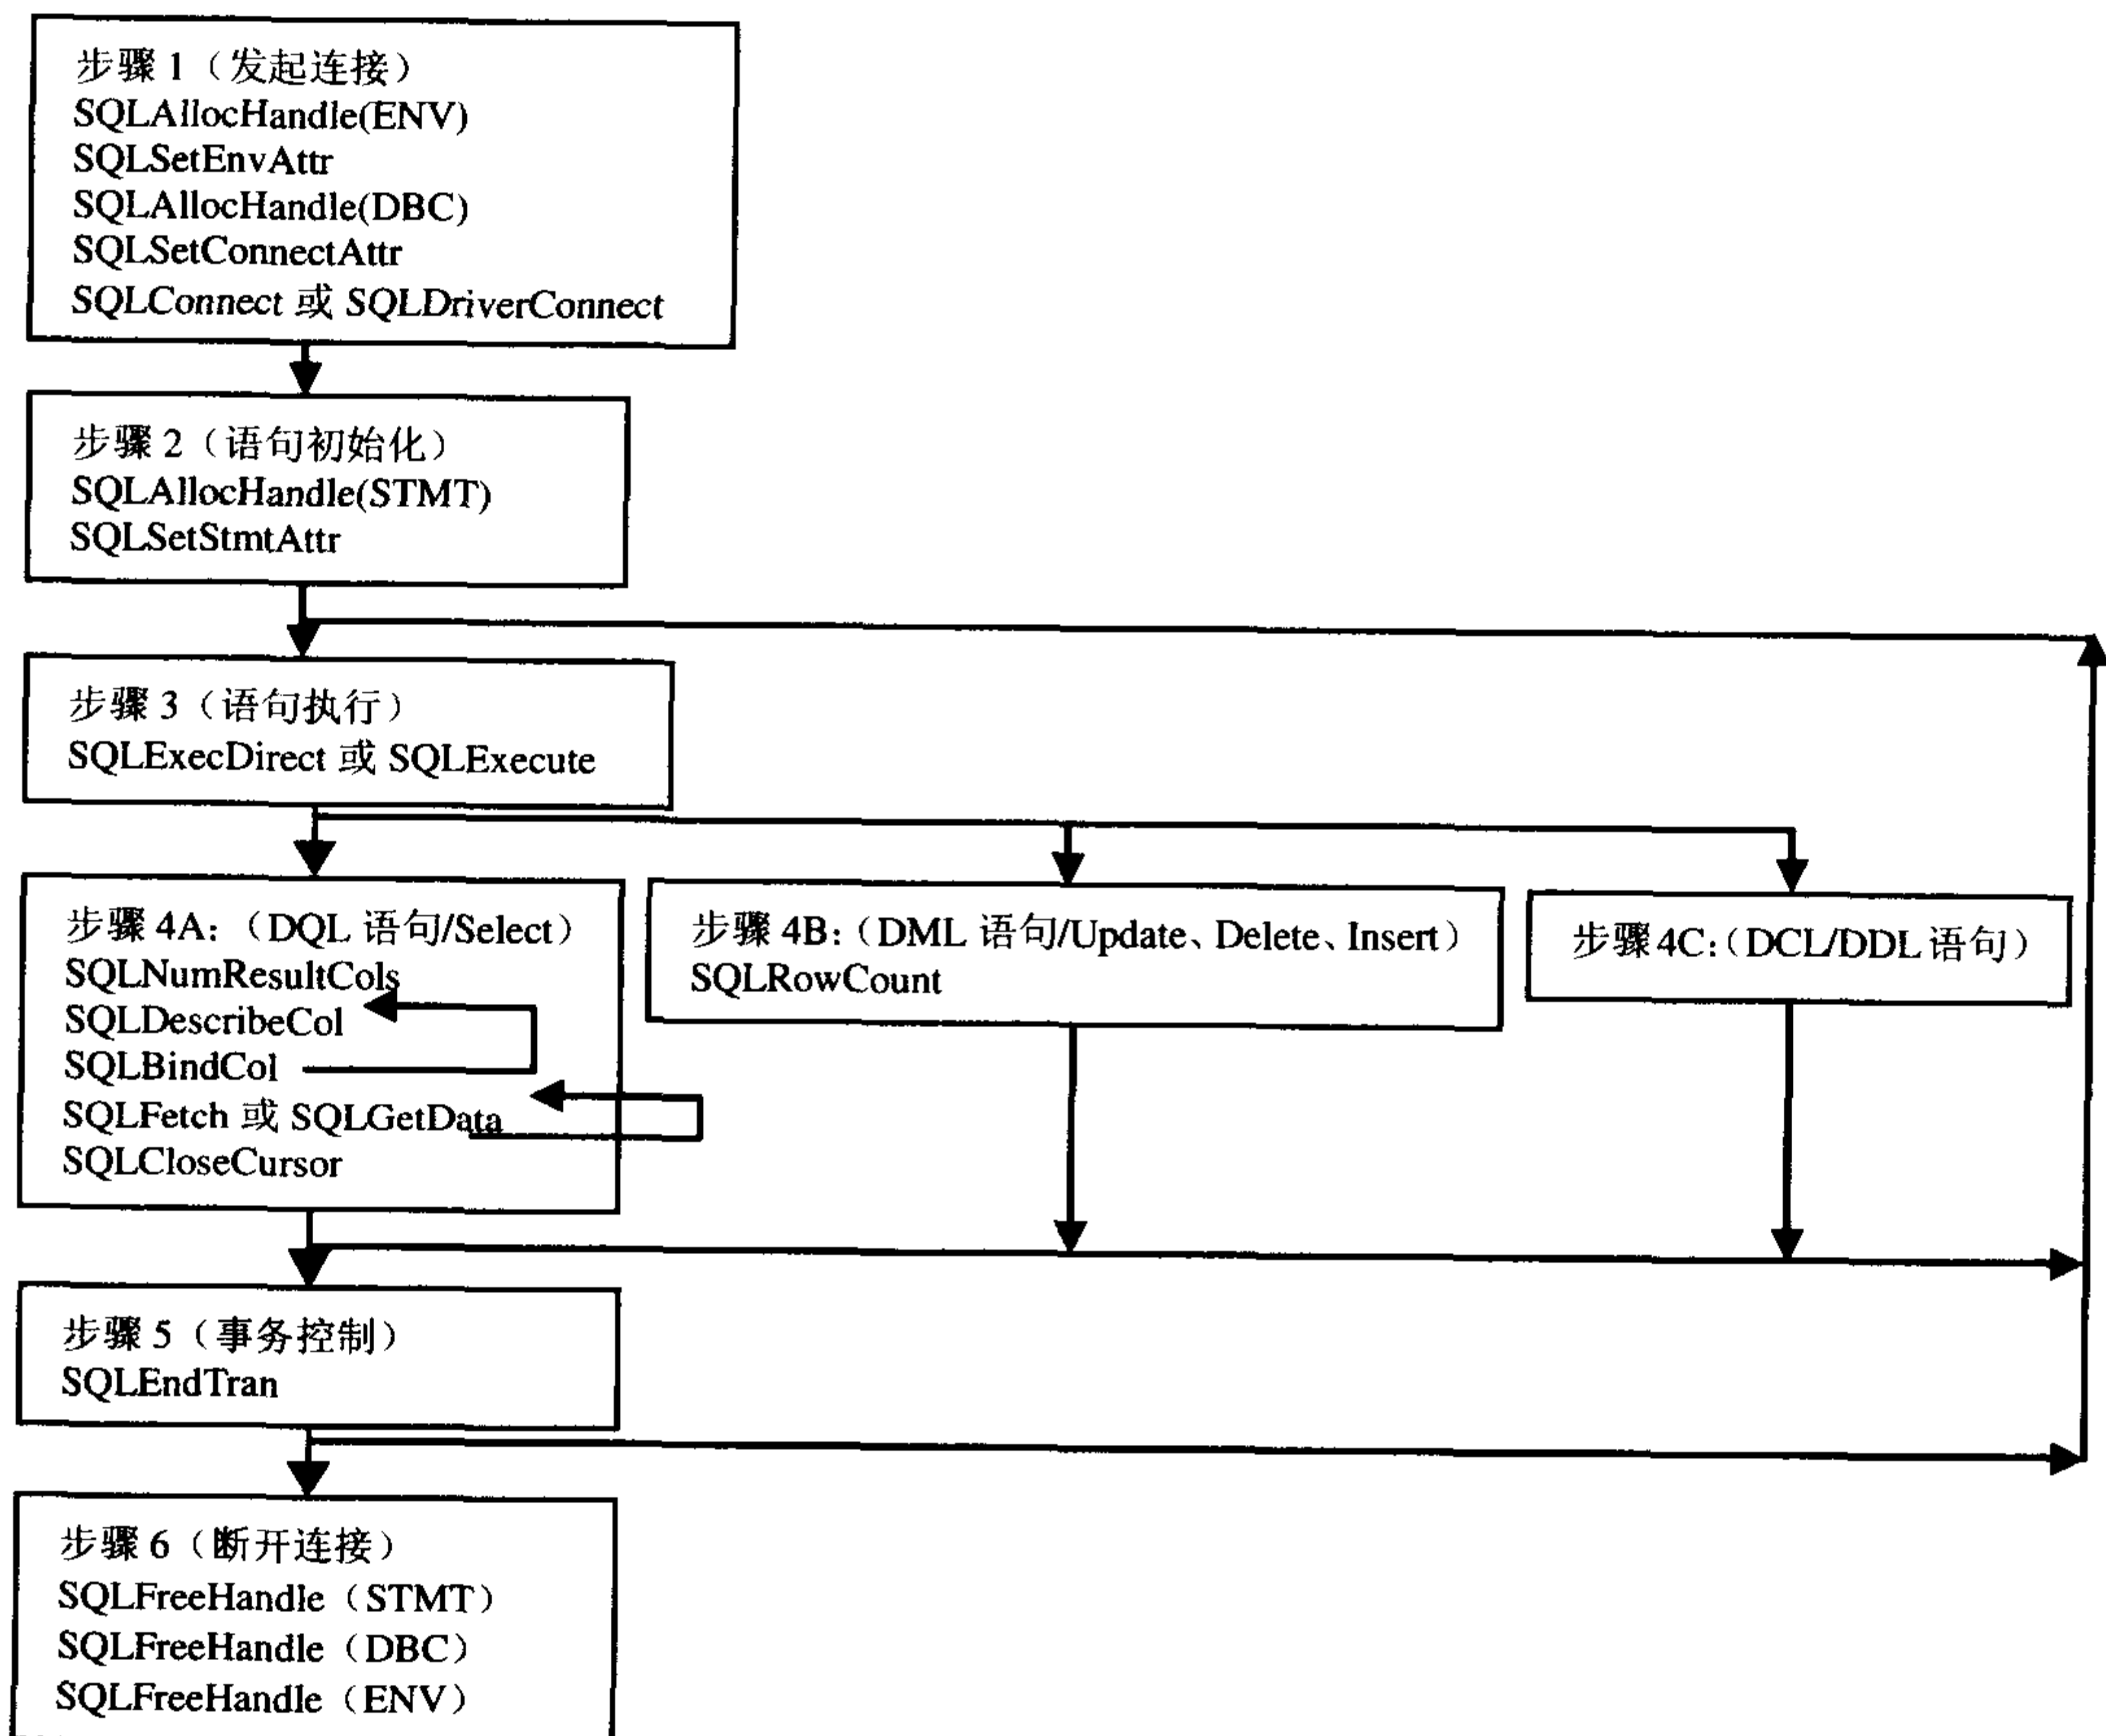 步骤 1（发起连接）
SQLAllocHandle(ENV)
SQLSetEnvAttr
SQLAllocHandle(DBC)
SQLSetConnectAttr
SQLConnect 或 SQLDriverConnect
步骤 2（语句初始化）
SQLAllocHandle(STMT)
SQLSetStmtAttr
步骤 3（语句执行）
SQLExecDirect 或 SQLExecute
步骤 4A：（DQL 语句/Select）
SQLNumResultCols
SQLDescribeCol
SQLBindCol
SQLFetch 或 SQLGetData
SQLCloseCursor
步骤 4B：（DML 语句/Update、Delete、Insert）
SQLRowCount
步骤 4C：（DCL/DDL 语句）
步骤 5（事务控制）
SQLEndTran
步骤 6（断开连接）
SQLFreeHandle（STMT）
SQLFreeHandle（DBC）
SQLFreeHandle（ENV）